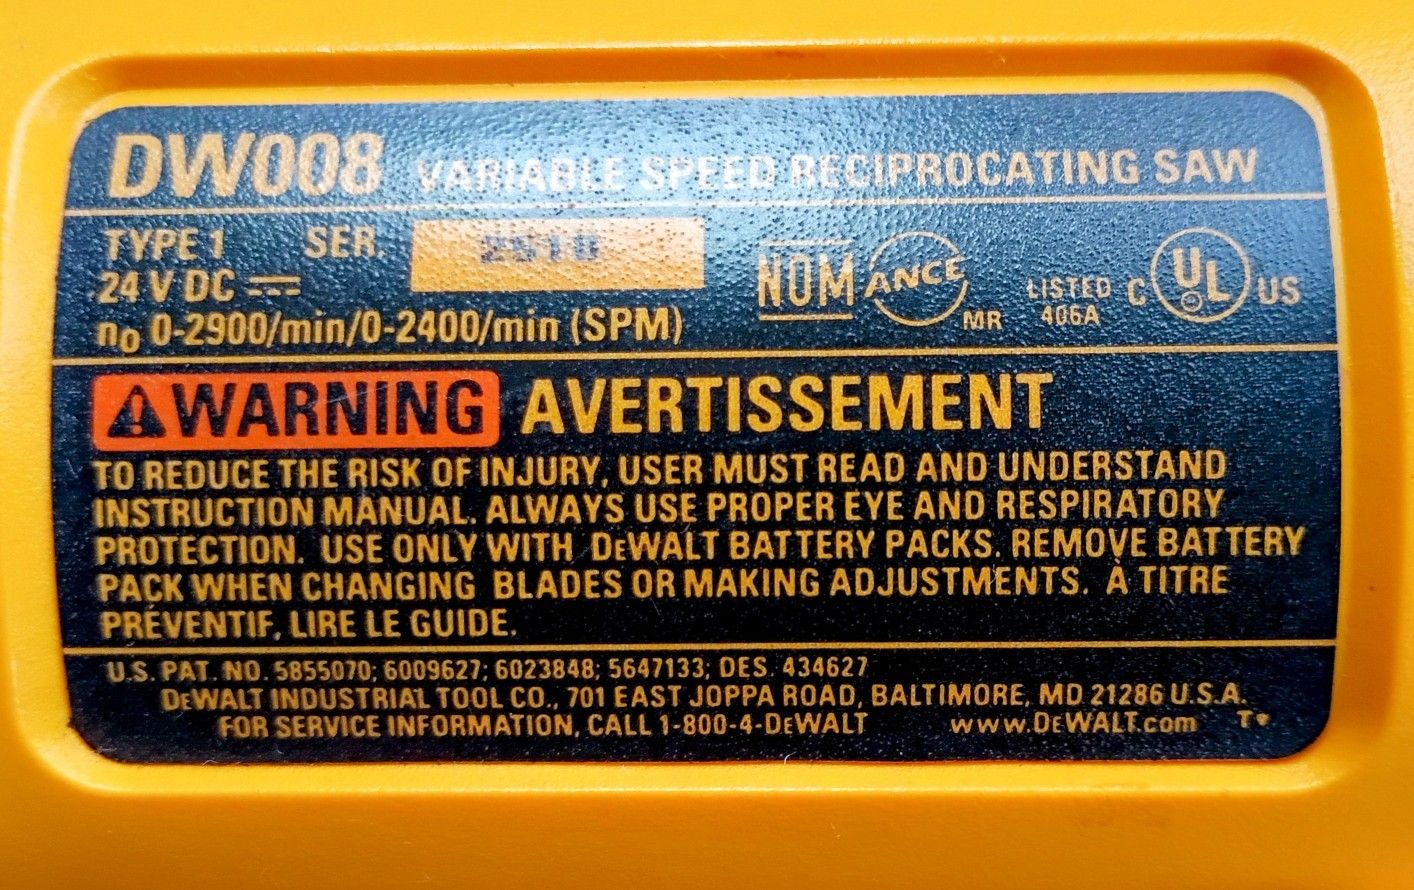 DW008 VARIABLE SPEED RECIPROCATING SAW
TYPE 1 SER. 2510
24 V DC
no 0-2900/min/0-2400/min (SPM)
NOM ANCE MR
LISTED 406A C UL US
WARNING AVERTISSEMENT
TO REDUCE THE RISK OF INJURY, USER MUST READ AND UNDERSTAND
INSTRUCTION MANUAL. ALWAYS USE PROPER EYE AND RESPIRATORY
PROTECTION. USE ONLY WITH DEWALT BATTERY PACKS. REMOVE BATTERY
PACK WHEN CHANGING BLADES OR MAKING ADJUSTMENTS. À TITRE
PRÉVENTIF, LIRE LE GUIDE.
U.S. PAT. NO. 5855070; 6009627; 6023848; 5647133; DES. 434627
DEWALT INDUSTRIAL TOOL CO., 701 EAST JOPPA ROAD, BALTIMORE, MD 21286 U.S.A.
FOR SERVICE INFORMATION, CALL 1-800-4-DEWALT www.DEWALT.com T